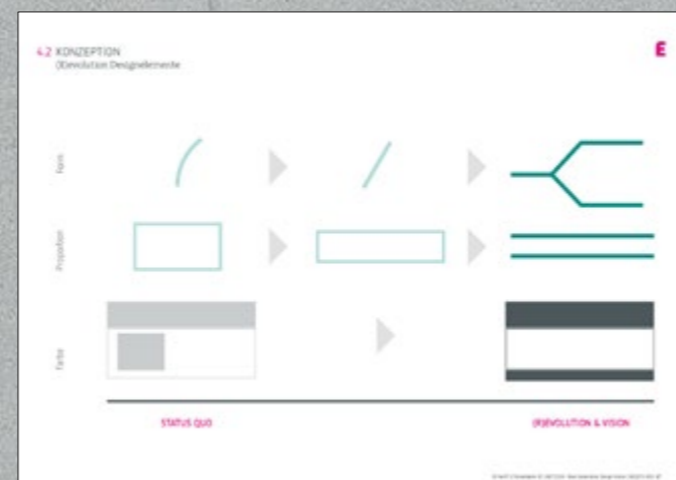 4.2 KONZEPTION
(R)evolution Designelemente
É
Form
Proportion
Farbe
STATUS QUO
(R)EVOLUTION & VISION